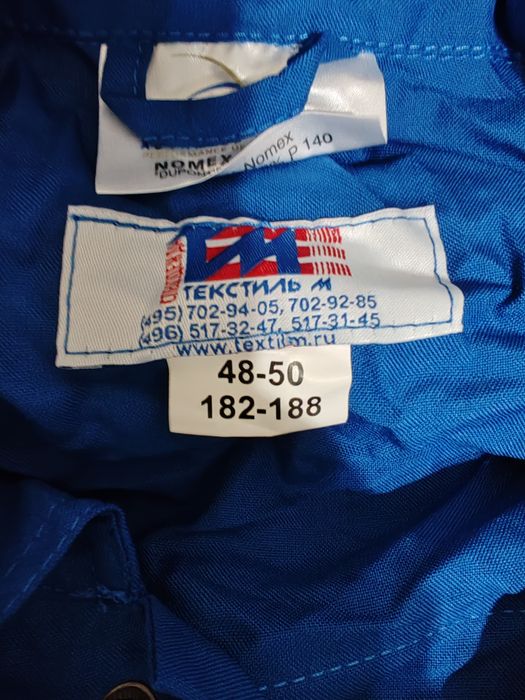 NOMEX
Nomex
P 140
СПЕЦОДЕЖДА
ТЕКСТИЛЬ М
(495) 702-94-05, 702-92-85
(496) 517-32-47, 517-31-45
www.textilm.ru
48-50
182-188